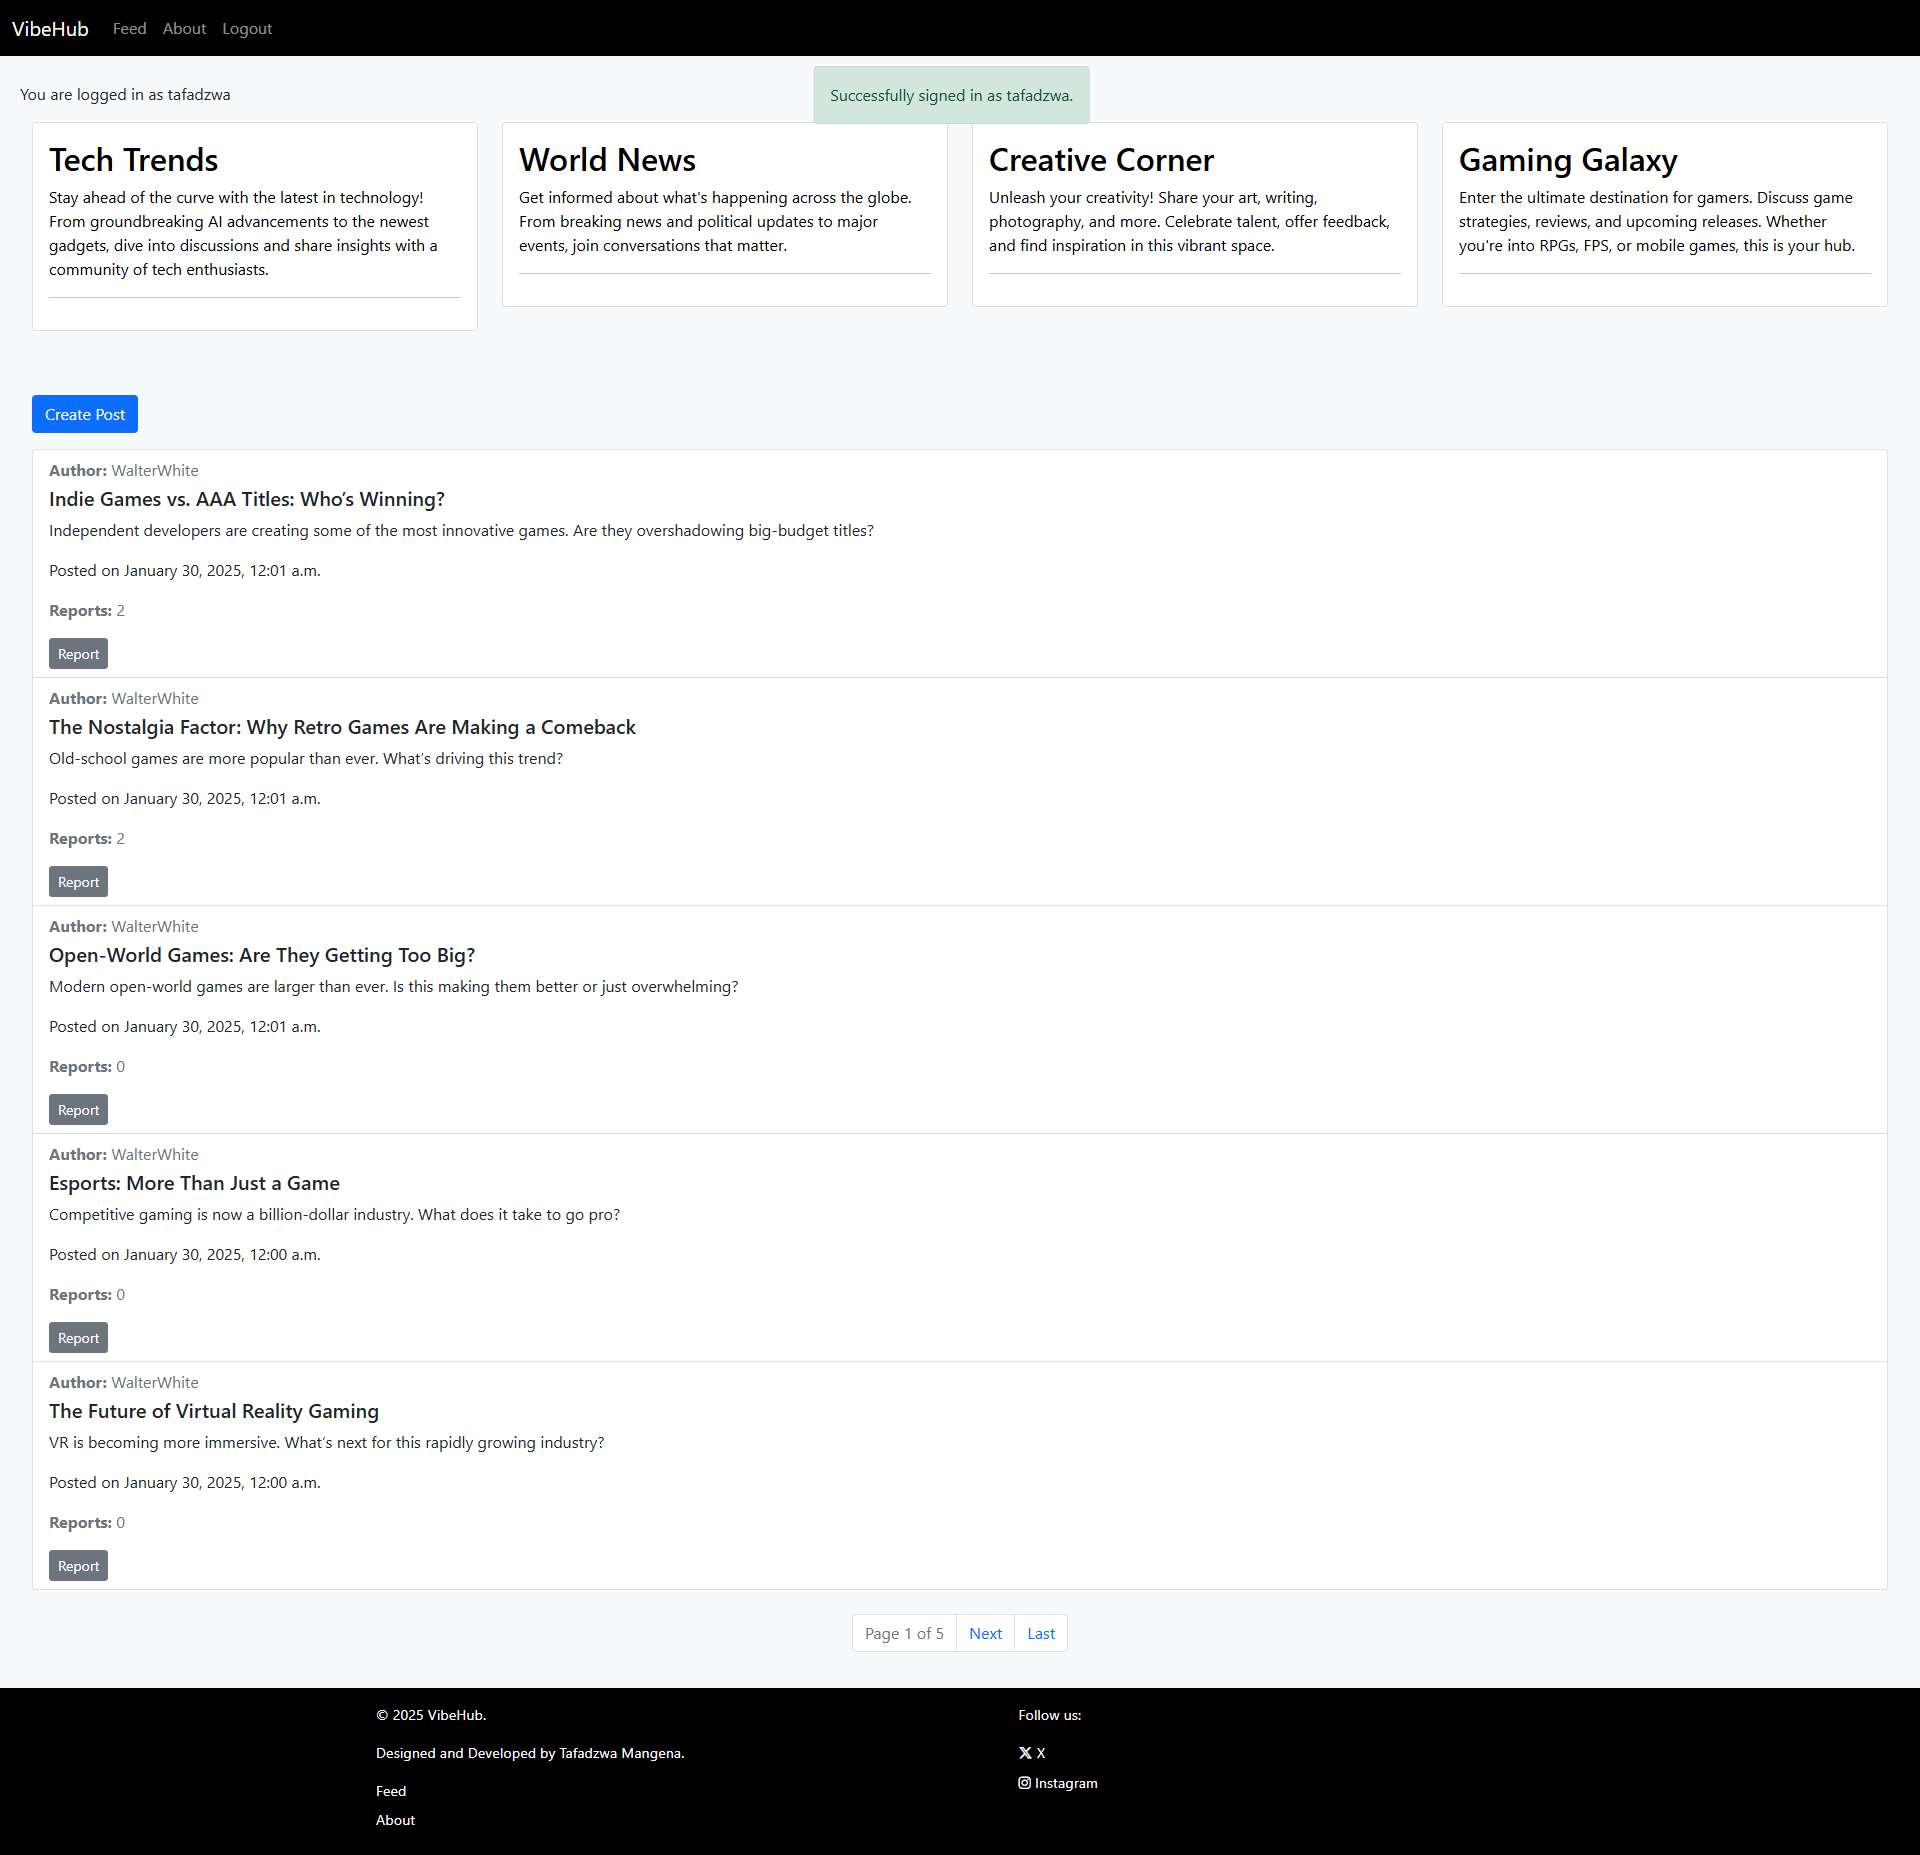 VibeHub Feed About Logout
You are logged in as tafadzwa
Successfully signed in as tafadzwa.
Tech Trends
Stay ahead of the curve with the latest in technology!
From groundbreaking AI advancements to the newest
gadgets, dive into discussions and share insights with a
community of tech enthusiasts.
World News
Get informed about what's happening across the globe.
From breaking news and political updates to major
events, join conversations that matter.
Creative Corner
Unleash your creativity! Share your art, writing,
photography, and more. Celebrate talent, offer feedback,
and find inspiration in this vibrant space.
Gaming Galaxy
Enter the ultimate destination for gamers. Discuss game
strategies, reviews, and upcoming releases. Whether
you're into RPGs, FPS, or mobile games, this is your hub.
Create Post
Author: WalterWhite
Indie Games vs. AAA Titles: Who’s Winning?
Independent developers are creating some of the most innovative games. Are they overshadowing big-budget titles?
Posted on January 30, 2025, 12:01 a.m.
Reports: 2
Report
Author: WalterWhite
The Nostalgia Factor: Why Retro Games Are Making a Comeback
Old-school games are more popular than ever. What’s driving this trend?
Posted on January 30, 2025, 12:01 a.m.
Reports: 2
Report
Author: WalterWhite
Open-World Games: Are They Getting Too Big?
Modern open-world games are larger than ever. Is this making them better or just overwhelming?
Posted on January 30, 2025, 12:01 a.m.
Reports: 0
Report
Author: WalterWhite
Esports: More Than Just a Game
Competitive gaming is now a billion-dollar industry. What does it take to go pro?
Posted on January 30, 2025, 12:00 a.m.
Reports: 0
Report
Author: WalterWhite
The Future of Virtual Reality Gaming
VR is becoming more immersive. What’s next for this rapidly growing industry?
Posted on January 30, 2025, 12:00 a.m.
Reports: 0
Report
Page 1 of 5 Next Last
© 2025 VibeHub.
Designed and Developed by Tafadzwa Mangena.
Feed
About
Follow us:
X
Instagram